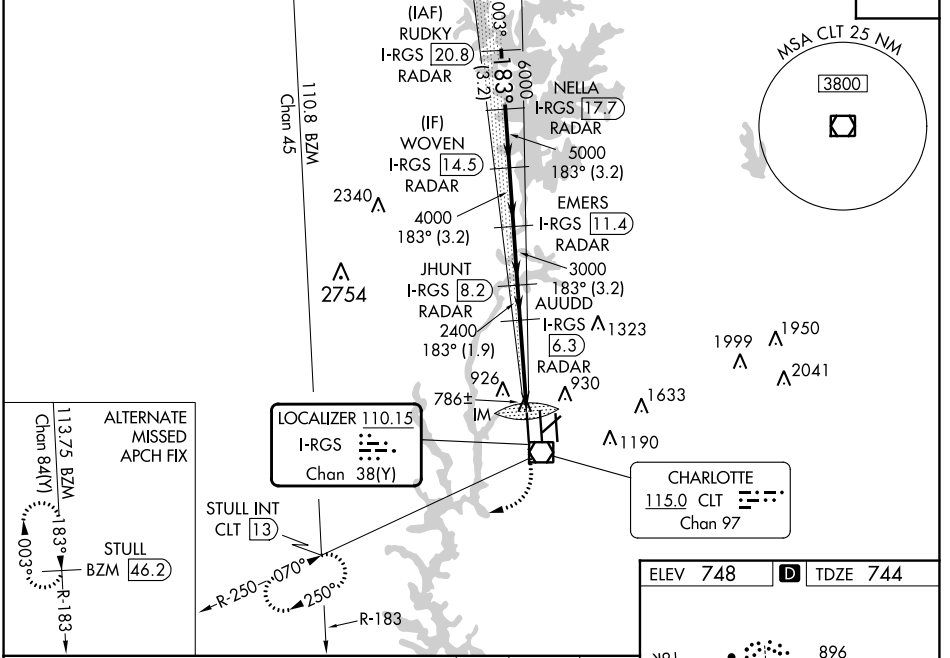 (IAF)
RUDKY
I-RGS 20.8
RADAR
(3.2)
003°
183°
6000
NELLA
I-RGS 17.7
RADAR
(IF)
WOVEN
I-RGS 14.5
RADAR
5000
183° (3.2)
4000
183° (3.2)
EMERS
I-RGS 11.4
RADAR
3000
183° (3.2)
JHUNT
I-RGS 8.2
RADAR
2400
183° (1.9)
AUUDD
I-RGS
6.3
RADAR
MSA CLT 25 NM
3800
110.8 BZM
Chan 45
2340
2754
1323
1999
1950
2041
926
930
1633
786±
IM
1190
LOCALIZER 110.15
I-RGS
Chan 38(Y)
CHARLOTTE
115.0 CLT
Chan 97
ALTERNATE
MISSED
APCH FIX
113.75 BZM
Chan 84(Y)
183°
003°
STULL
BZM 46.2
R-183
STULL INT
CLT 13
R-250
070°
250°
R-183
ELEV 748 D TDZE 744
896